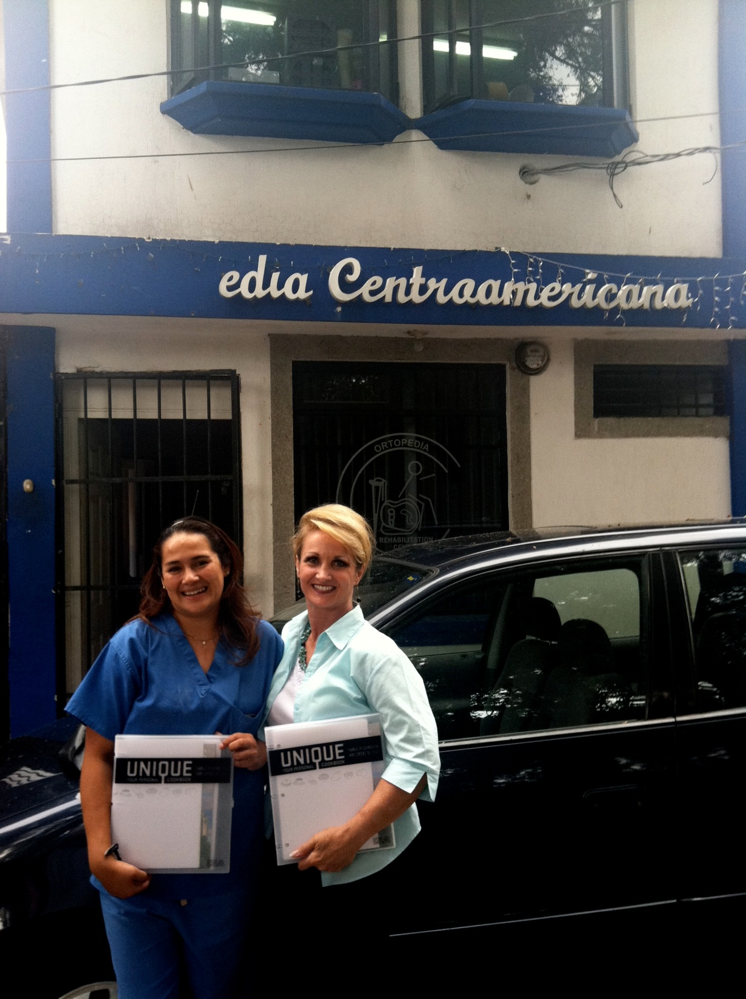 edia Centroamericana
ORTOPEDIA
REHABILITATION
UNIQUE
YOUR PERSONAL COOKBOOK
UNIQUE
YOUR PERSONAL COOKBOOK